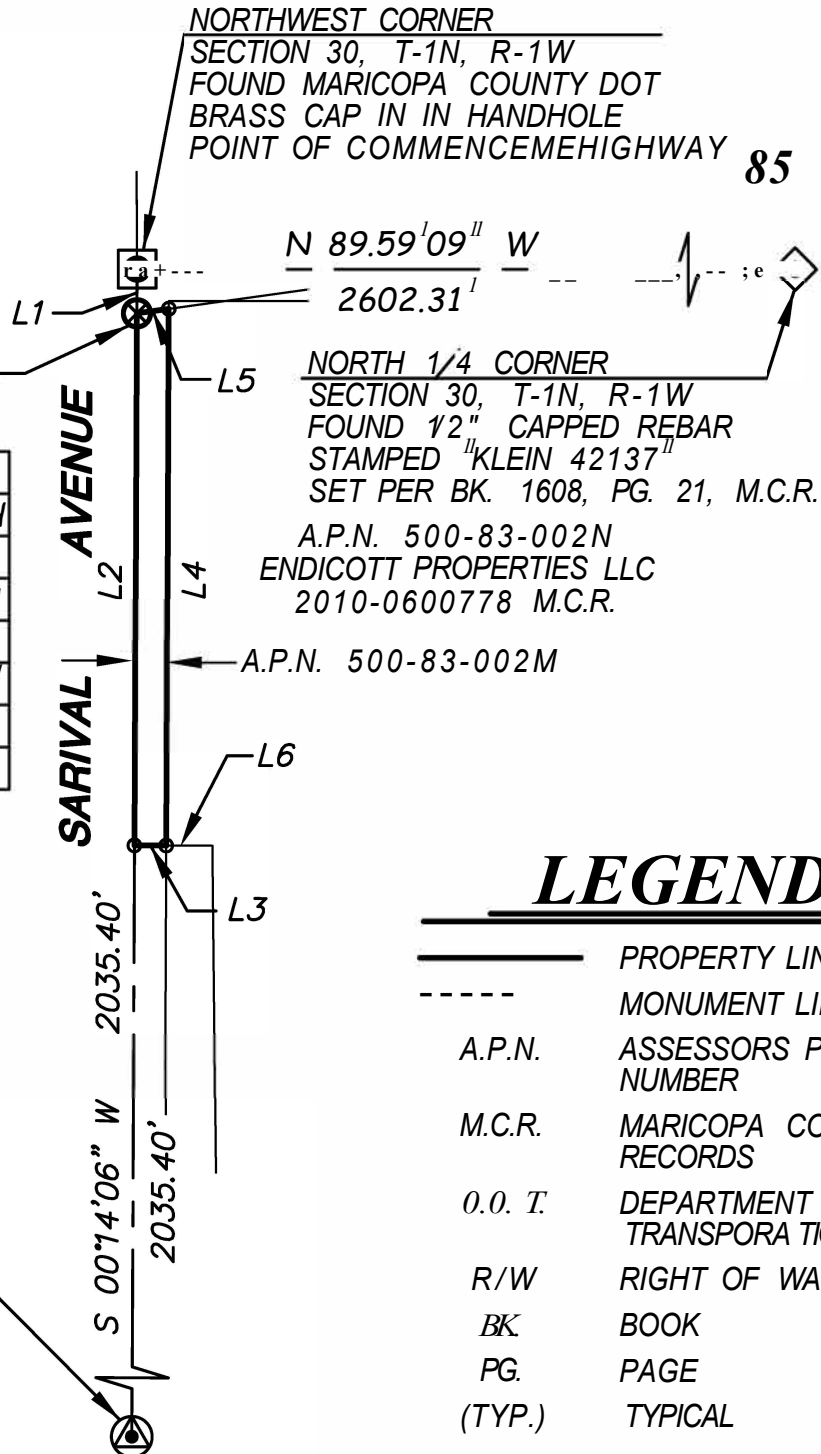 NORTHWEST CORNER
SECTION 30, T-1N, R-1W
FOUND MARICOPA COUNTY DOT
BRASS CAP IN IN HANDHOLE
POINT OF COMMENCEMEHIGHWAY 85
N 89.59'09" W
2602.31'
L1
L5
NORTH 1/4 CORNER
SECTION 30, T-1N, R-1W
FOUND 1/2" CAPPED REBAR
STAMPED "KLEIN 42137"
SET PER BK. 1608, PG. 21, M.C.R.
A.P.N. 500-83-002N
ENDICOTT PROPERTIES LLC
2010-0600778 M.C.R.
A.P.N. 500-83-002M
SARIVAL AVENUE
L2
L4
L6
L3
S 00°14'06" W 2035.40'
2035.40'
LEGEND
PROPERTY LIN
MONUMENT LI
A.P.N. ASSESSORS P
NUMBER
M.C.R. MARICOPA CO
RECORDS
O.O. T. DEPARTMENT
TRANSPORA TI
R/W RIGHT OF WA
BK. BOOK
PG. PAGE
(TYP.) TYPICAL